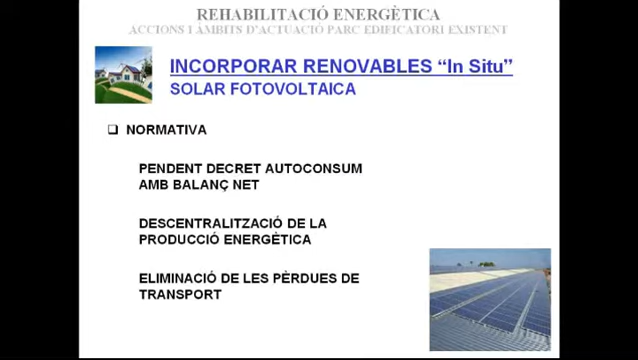 REHABILITACIÓ ENERGÈTICA
ACCIONS I ÀMBITS D'ACTUACIÓ PARC EDIFICATORI EXISTENT
INCORPORAR RENOVABLES “In Situ”
SOLAR FOTOVOLTAICA
NORMATIVA
PENDENT DECRET AUTOCONSUM
AMB BALANÇ NET
DESCENTRALITZACIÓ DE LA
PRODUCCIÓ ENERGÈTICA
ELIMINACIÓ DE LES PÈRDUES DE
TRANSPORT